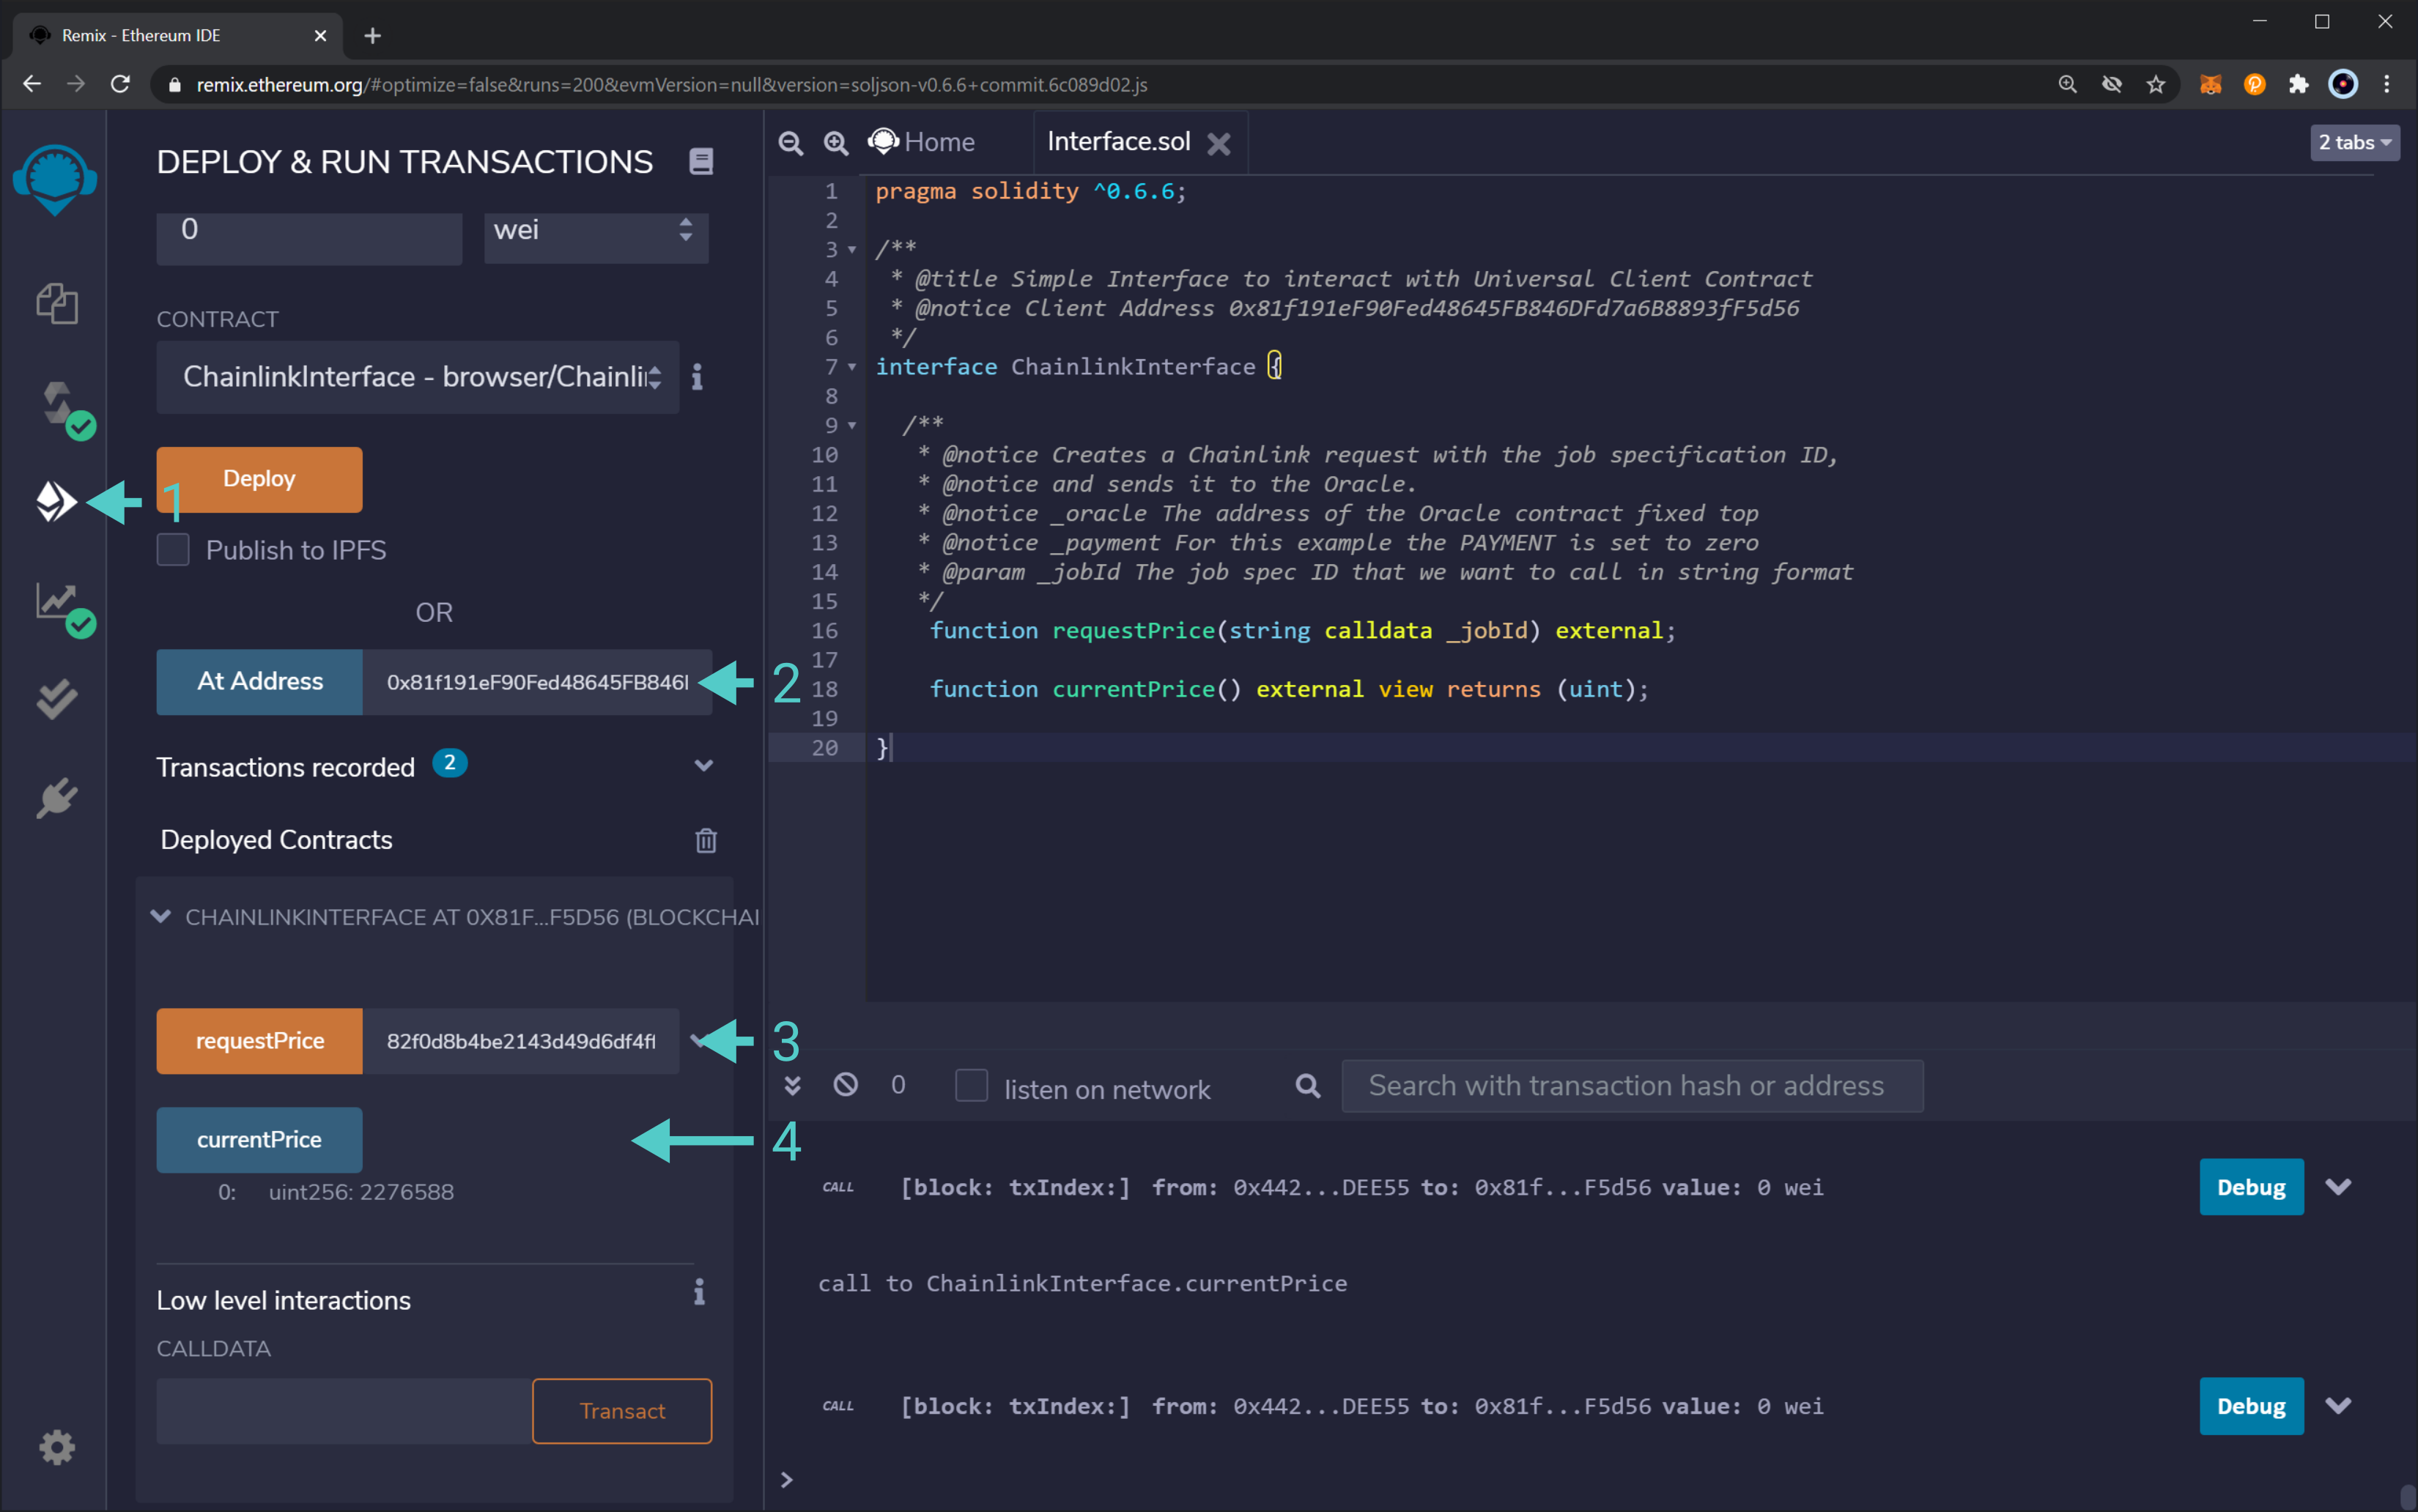 Remix - Ethereum IDE
remix.ethereum.org/#optimize=false&runs=200&evmVersion=null&version=soljson-v0.6.6+commit.6c089d02.js
DEPLOY & RUN TRANSACTIONS
0
wei
CONTRACT
ChainlinkInterface - browser/Chainli
Deploy
1
Publish to IPFS
OR
At Address
0x81f191eF90Fed48645FB846
2
Transactions recorded 2
Deployed Contracts
CHAINLINKINTERFACE AT 0X81F...F5D56 (BLOCKCHAI
requestPrice
82f0d8b4be2143d49d6df4f
3
currentPrice
4
0: uint256: 2276588
Low level interactions
CALLDATA
Transact
Home
Interface.sol
2 tabs
1 pragma solidity ^0.6.6;
2
3 /**
4 * @title Simple Interface to interact with Universal Client Contract
5 * @notice Client Address 0x81f191eF90Fed48645FB846DFd7a6B8893fF5d56
6 */
7 interface ChainlinkInterface {
8
9 /**
10 * @notice Creates a Chainlink request with the job specification ID,
11 * @notice and sends it to the Oracle.
12 * @notice _oracle The address of the Oracle contract fixed top
13 * @notice _payment For this example the PAYMENT is set to zero
14 * @param _jobId The job spec ID that we want to call in string format
15 */
16 function requestPrice(string calldata _jobId) external;
17
18 function currentPrice() external view returns (uint);
19
20 }
0
listen on network
Search with transaction hash or address
CALL [block: txIndex:] from: 0x442...DEE55 to: 0x81f...F5d56 value: 0 wei
Debug
call to ChainlinkInterface.currentPrice
CALL [block: txIndex:] from: 0x442...DEE55 to: 0x81f...F5d56 value: 0 wei
Debug
>